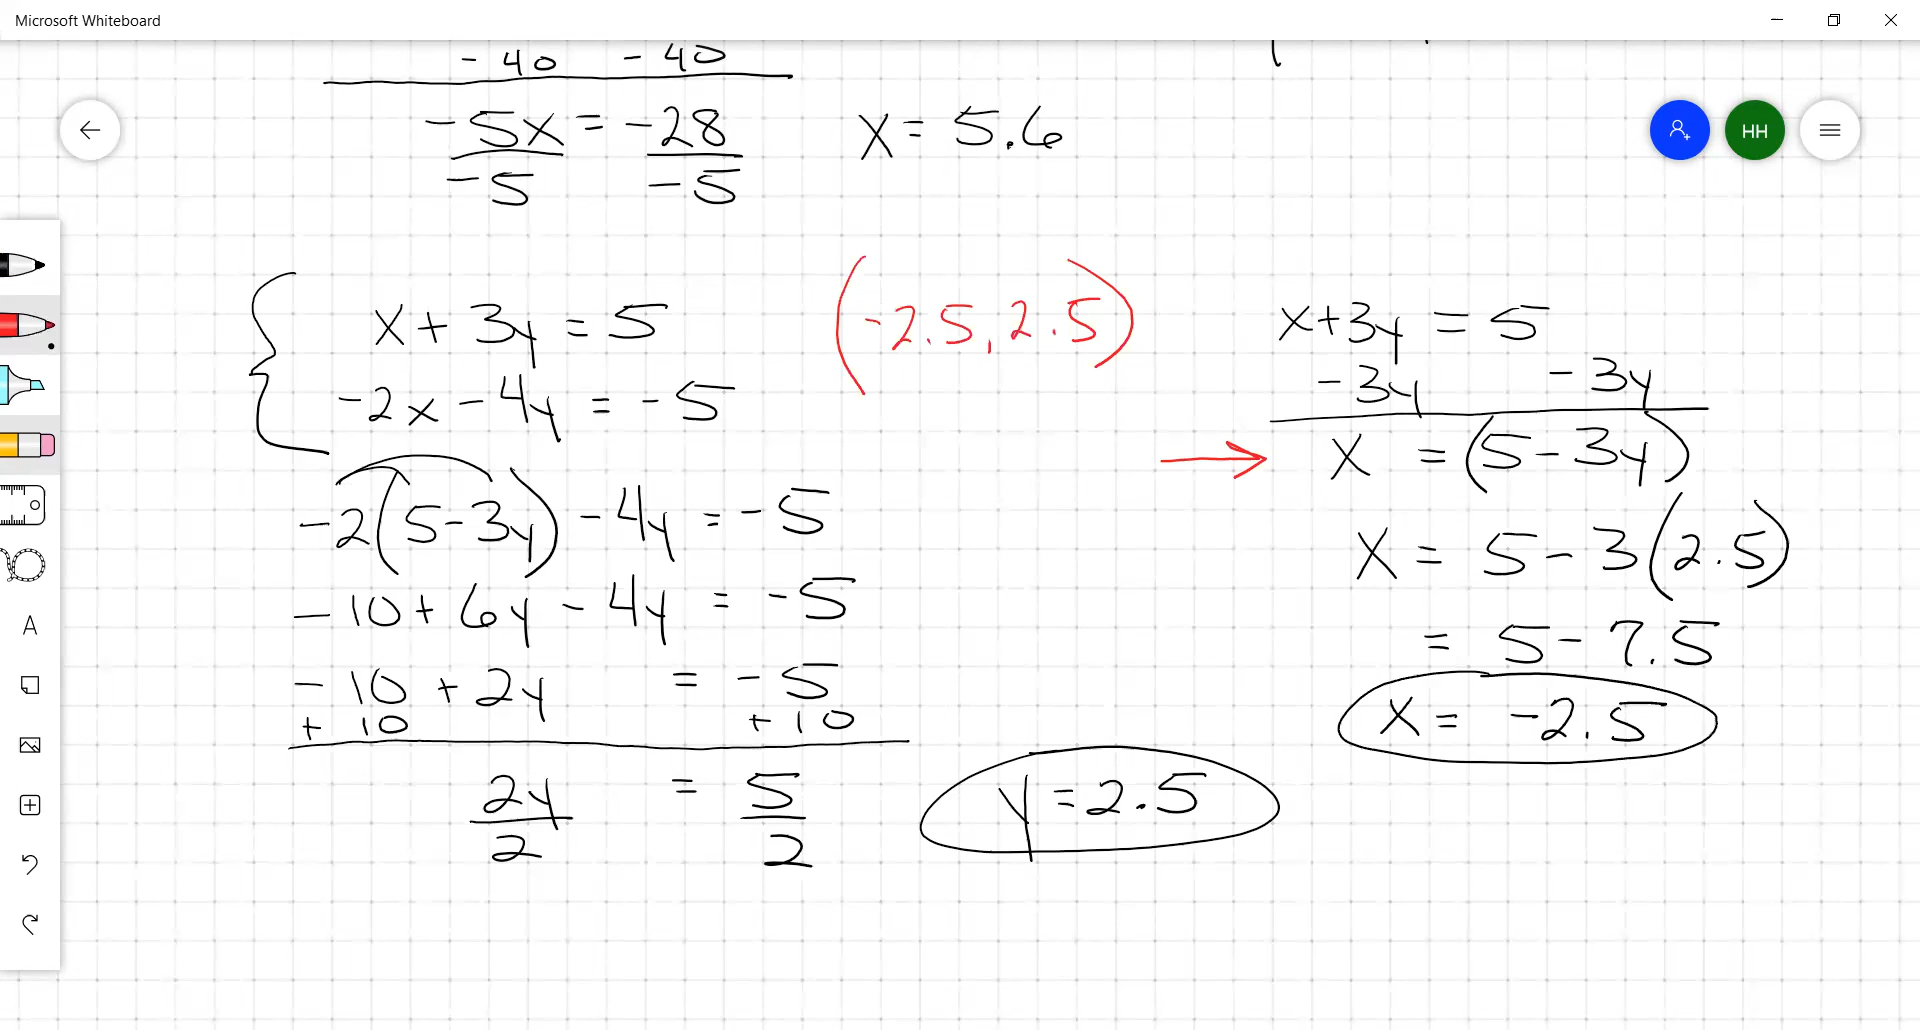 Microsoft Whiteboard
- 40 - 40
-5x = -28 x = 5.6
-5 -5
HH
x + 3y = 5
-2x - 4y = -5
-2(5 - 3y) - 4y = -5
-10 + 6y - 4y = -5
-10 + 2y = -5
+ 10 + 10
2y = 5
2 2
y = 2.5
(-2.5, 2.5)
x + 3y = 5
- 3y - 3y
x = (5 - 3y)
x = 5 - 3(2.5)
= 5 - 7.5
x = -2.5
A